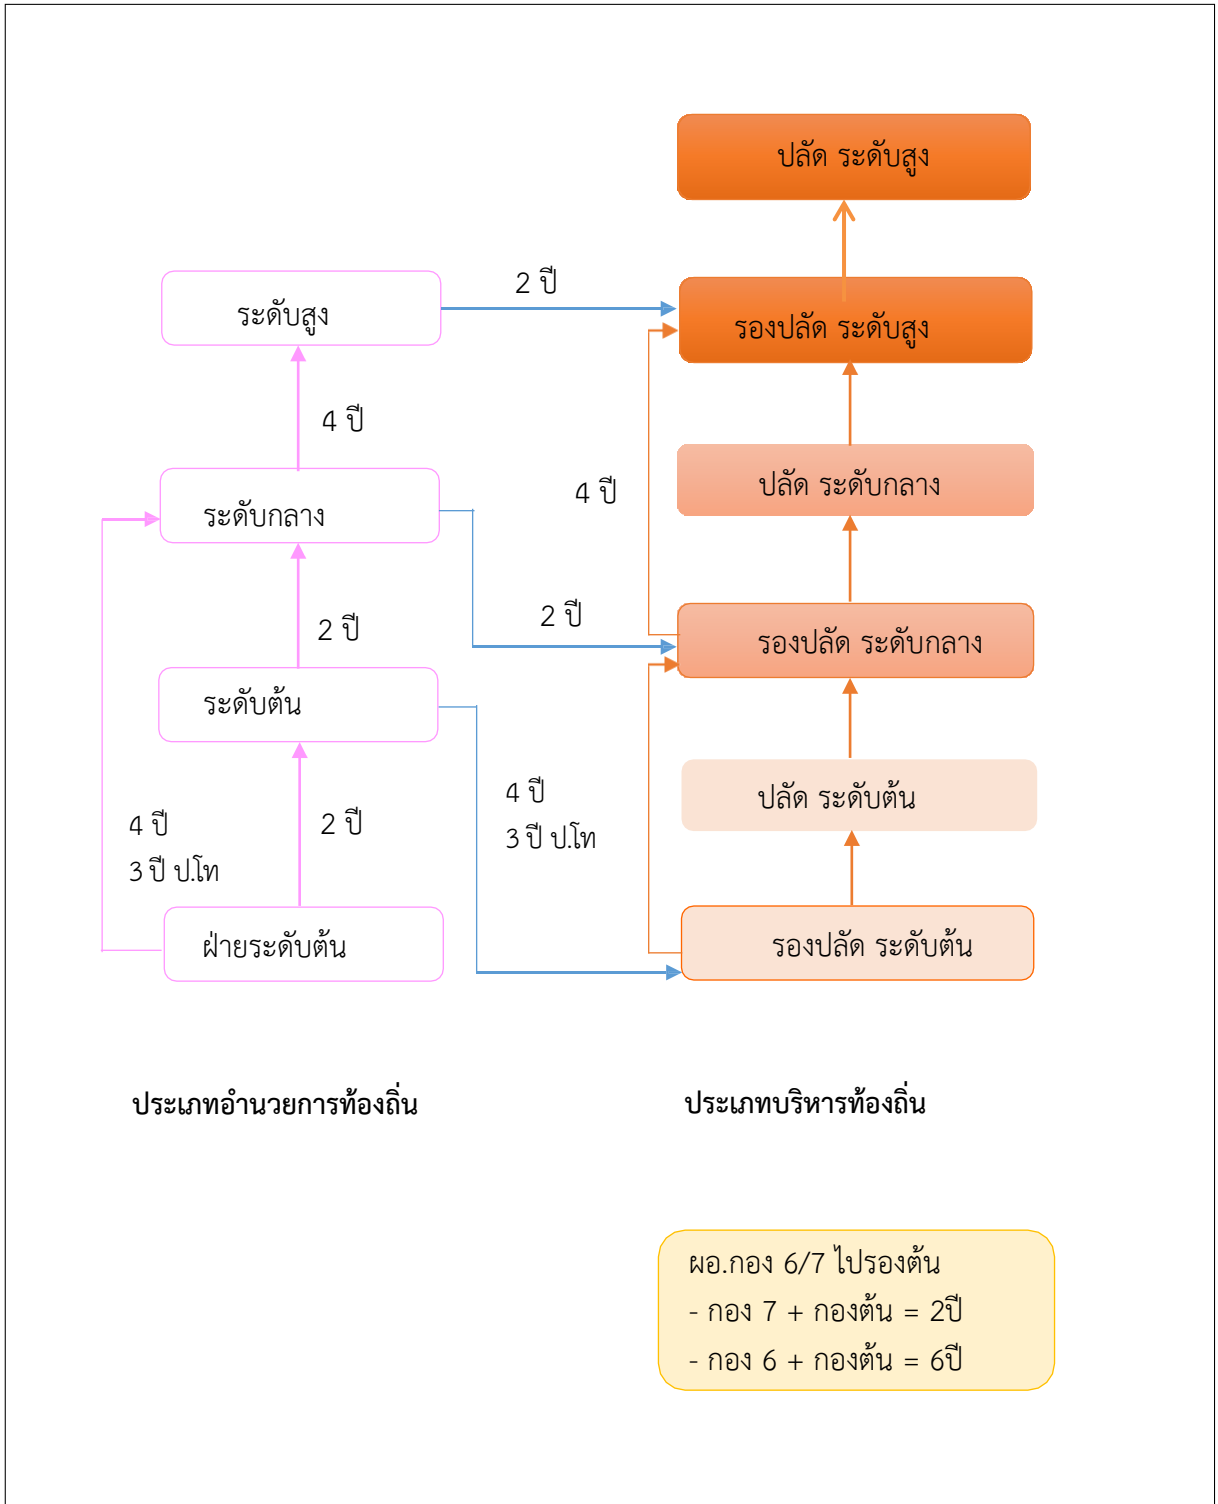 ปลัด ระดับสูง
2 ปี
ระดับสูง
รองปลัด ระดับสูง
4 ปี
ปลัด ระดับกลาง
4 ปี
ระดับกลาง
2 ปี
2 ปี
รองปลัด ระดับกลาง
ระดับต้น
ปลัด ระดับต้น
4 ปี
3 ปี ป.โท
2 ปี
4 ปี
3 ปี ป.โท
ฝ่ายระดับต้น
รองปลัด ระดับต้น
ประเภทอำนวยการท้องถิ่น
ประเภทบริหารท้องถิ่น
ผอ.กอง 6/7 ไปรองต้น
- กอง 7 + กองต้น = 2ปี
- กอง 6 + กองต้น = 6ปี